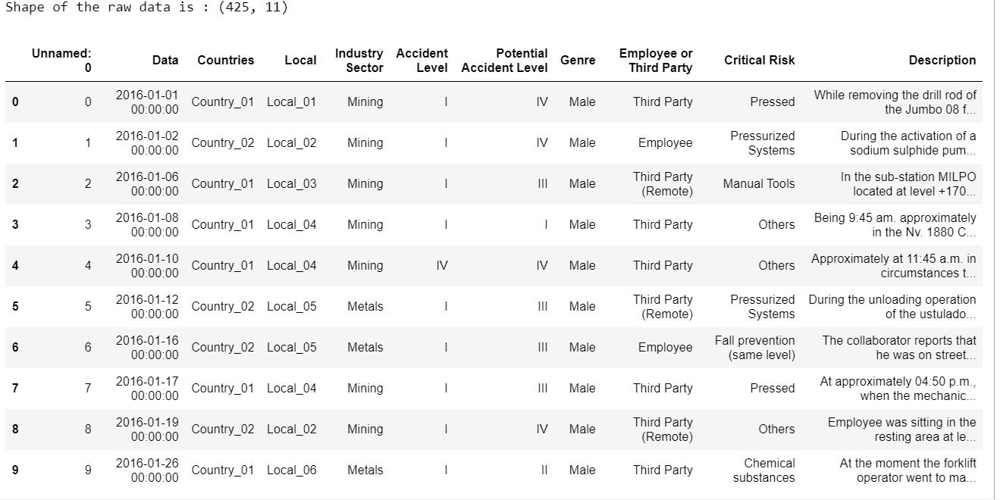 Shape of the raw data is : (425, 11)
Unnamed: 0 Data Countries Local Industry Sector Accident Level Potential Accident Level Genre Employee or Third Party Critical Risk Description
0 0 2016-01-01 00:00:00 Country_01 Local_01 Mining I IV Male Third Party Pressed While removing the drill rod of the Jumbo 08 f...
1 1 2016-01-02 00:00:00 Country_02 Local_02 Mining I IV Male Employee Pressurized Systems During the activation of a sodium sulphide pum...
2 2 2016-01-06 00:00:00 Country_01 Local_03 Mining I III Male Third Party (Remote) Manual Tools In the sub-station MILPO located at level +170...
3 3 2016-01-08 00:00:00 Country_01 Local_04 Mining I I Male Third Party Others Being 9:45 am. approximately in the Nv. 1880 C...
4 4 2016-01-10 00:00:00 Country_01 Local_04 Mining IV IV Male Third Party Others Approximately at 11:45 a.m. in circumstances t...
5 5 2016-01-12 00:00:00 Country_02 Local_05 Metals I III Male Third Party (Remote) Pressurized Systems During the unloading operation of the ustulado...
6 6 2016-01-16 00:00:00 Country_02 Local_05 Metals I III Male Employee Fall prevention (same level) The collaborator reports that he was on street...
7 7 2016-01-17 00:00:00 Country_01 Local_04 Mining I III Male Third Party Pressed At approximately 04:50 p.m., when the mechanic...
8 8 2016-01-19 00:00:00 Country_02 Local_02 Mining I IV Male Third Party (Remote) Others Employee was sitting in the resting area at le...
9 9 2016-01-26 00:00:00 Country_01 Local_06 Metals I II Male Third Party Chemical substances At the moment the forklift operator went to ma...